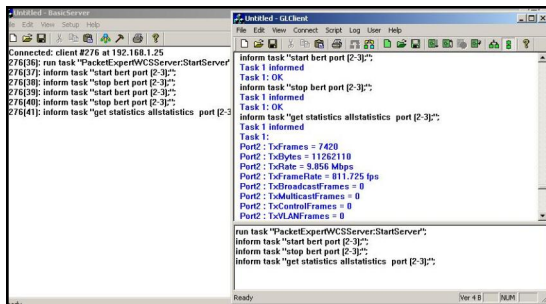 Untitled - BasicServer
File Edit View Setup Help
Connected: client #276 at 192.168.1.25
276(36): run task "PacketExpertWCSServer:StartServer"
276(37): inform task "start bert port [2-3];";
276(38): inform task "stop bert port [2-3];";
276(39): inform task "start bert port [2-3];";
276(40): inform task "stop bert port [2-3];";
276(41): inform task "get statistics allstatistics port [2-3
Untitled - GLClient
File Edit View Connect Script Log User Help
inform task "start bert port [2-3];";
Task 1 informed
Task 1: OK
inform task "stop bert port [2-3];";
Task 1 informed
Task 1: OK
inform task "get statistics allstatistics port [2-3];";
Task 1 informed
Task 1:
Port2 : TxFrames = 7420
Port2 : TxBytes = 11262110
Port2 : TxRate = 9.856 Mbps
Port2 : TxFrameRate = 811.725 fps
Port2 : TxBroadcastFrames = 0
Port2 : TxMulticastFrames = 0
Port2 : TxControlFrames = 0
Port2 : TxVLANFrames = 0
run task "PacketExpertWCSServer:StartServer";
inform task "start bert port [2-3];";
inform task "stop bert port [2-3];";
inform task "get statistics allstatistics port [2-3];";
Ready
Ver 4 B
NUM